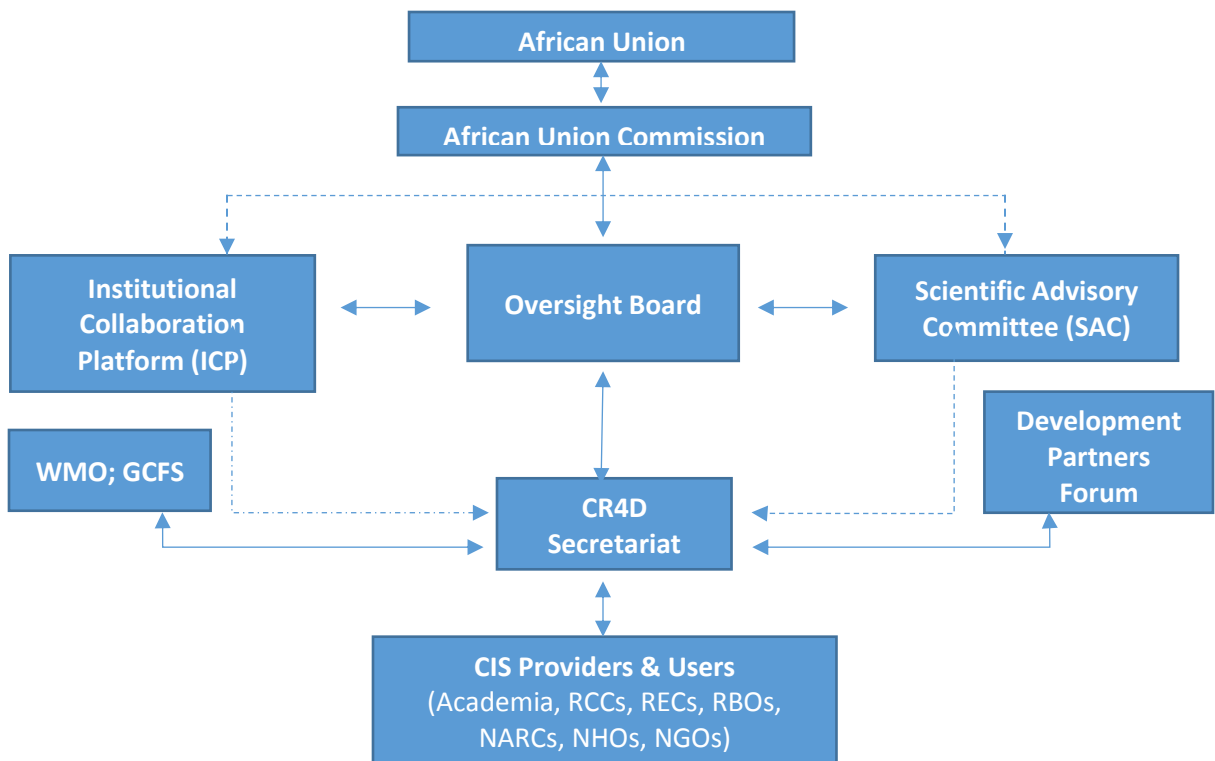 African Union
African Union Commission
Institutional
Collaboration
Platform (ICP)
Oversight Board
Scientific Advisory
Committee (SAC)
WMO; GCFS
Development
Partners
Forum
CR4D
Secretariat
CIS Providers & Users
(Academia, RCCs, RECs, RBOs,
NARCs, NHOs, NGOs)